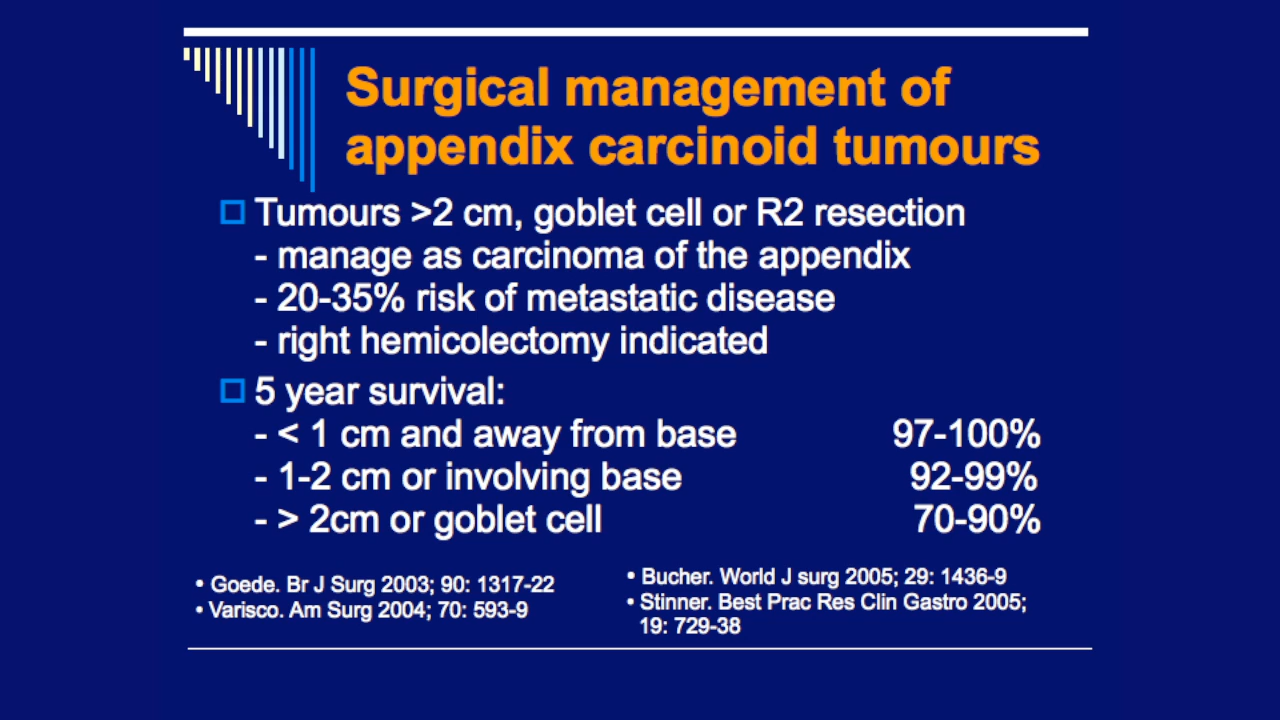 Surgical management of
appendix carcinoid tumours
Tumours >2 cm, goblet cell or R2 resection
- manage as carcinoma of the appendix
- 20-35% risk of metastatic disease
- right hemicolectomy indicated
5 year survival:
- < 1 cm and away from base 97-100%
- 1-2 cm or involving base 92-99%
- > 2cm or goblet cell 70-90%
• Goede. Br J Surg 2003; 90: 1317-22
• Varisco. Am Surg 2004; 70: 593-9
• Bucher. World J surg 2005; 29: 1436-9
• Stinner. Best Prac Res Clin Gastro 2005;
19: 729-38